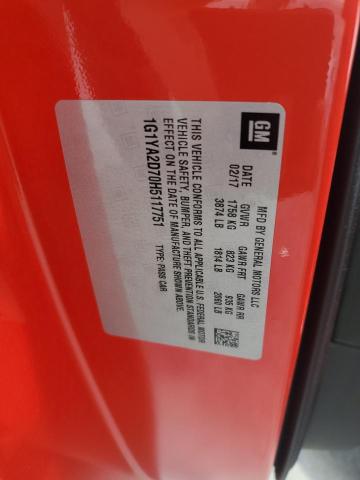 GM
MFD BY GENERAL MOTORS LLC
DATE GVWR GAWR FRT GAWR RR
02/17 1758 KG 823 KG 935 KG
3874 LB 1814 LB 2060 LB
THIS VEHICLE CONFORMS TO ALL APPLICABLE U.S. FEDERAL MOTOR
VEHICLE SAFETY, BUMPER, AND THEFT PREVENTION STANDARDS IN
EFFECT ON THE DATE OF MANUFACTURE SHOWN ABOVE.
1G1YA2D70H5117751 TYPE: PASS CAR